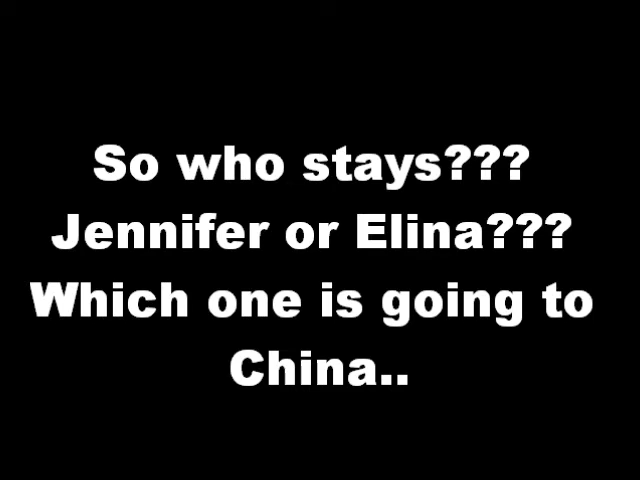 So who stays???
Jennifer or Elina???
Which one is going to
China..